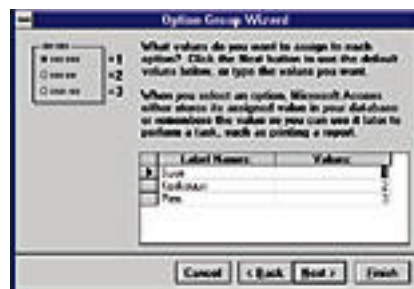 Option Group Wizard
=1
=2
=3
What values do you want to assign to each
option? Click the Next button to use the default
values below, or type the values you want.
When you select an option, Microsoft Access
either stores its assigned value in your database
or remembers the value so you can use it later to
perform a task, such as printing a report.
Label Names: Values:
Cancel < Back Next > Finish